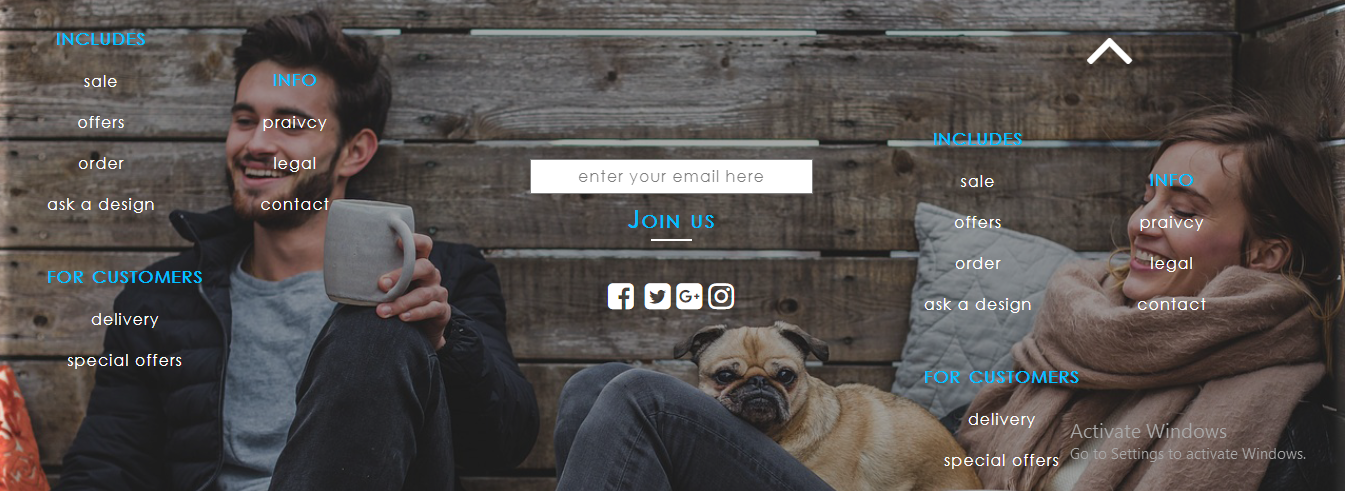 INCLUDES
sale
offers
order
ask a design
FOR CUSTOMERS
delivery
special offers
INFO
praivcy
legal
contact
enter your email here
Join us
G+
INCLUDES
sale
offers
order
ask a design
FOR CUSTOMERS
delivery
special offers
INFO
praivcy
legal
contact
Activate Windows
Go to Settings to activate Windows.